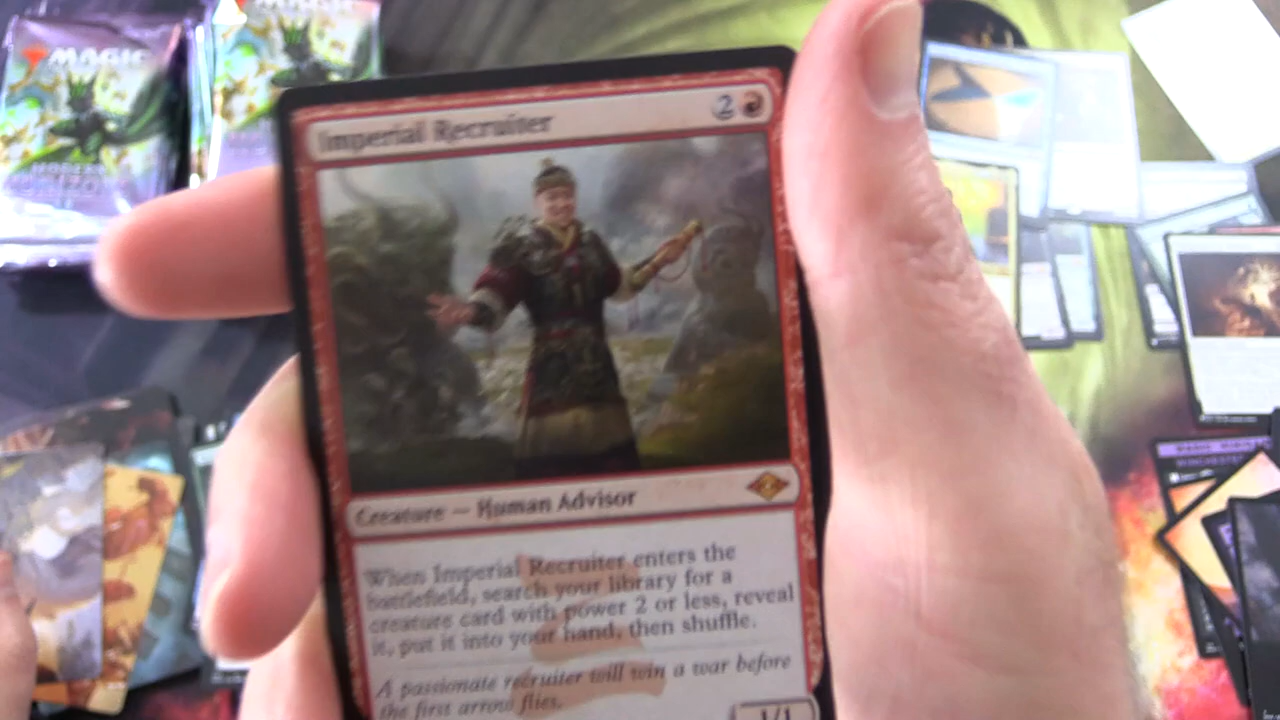 MAGIC
Imperial Recruiter
2
Creature — Human Advisor
When Imperial Recruiter enters the
battlefield, search your library for a
creature card with power 2 or less, reveal
it, put it into your hand, then shuffle.
A passionate recruiter will win a war before
the first arrow flies.
1/1